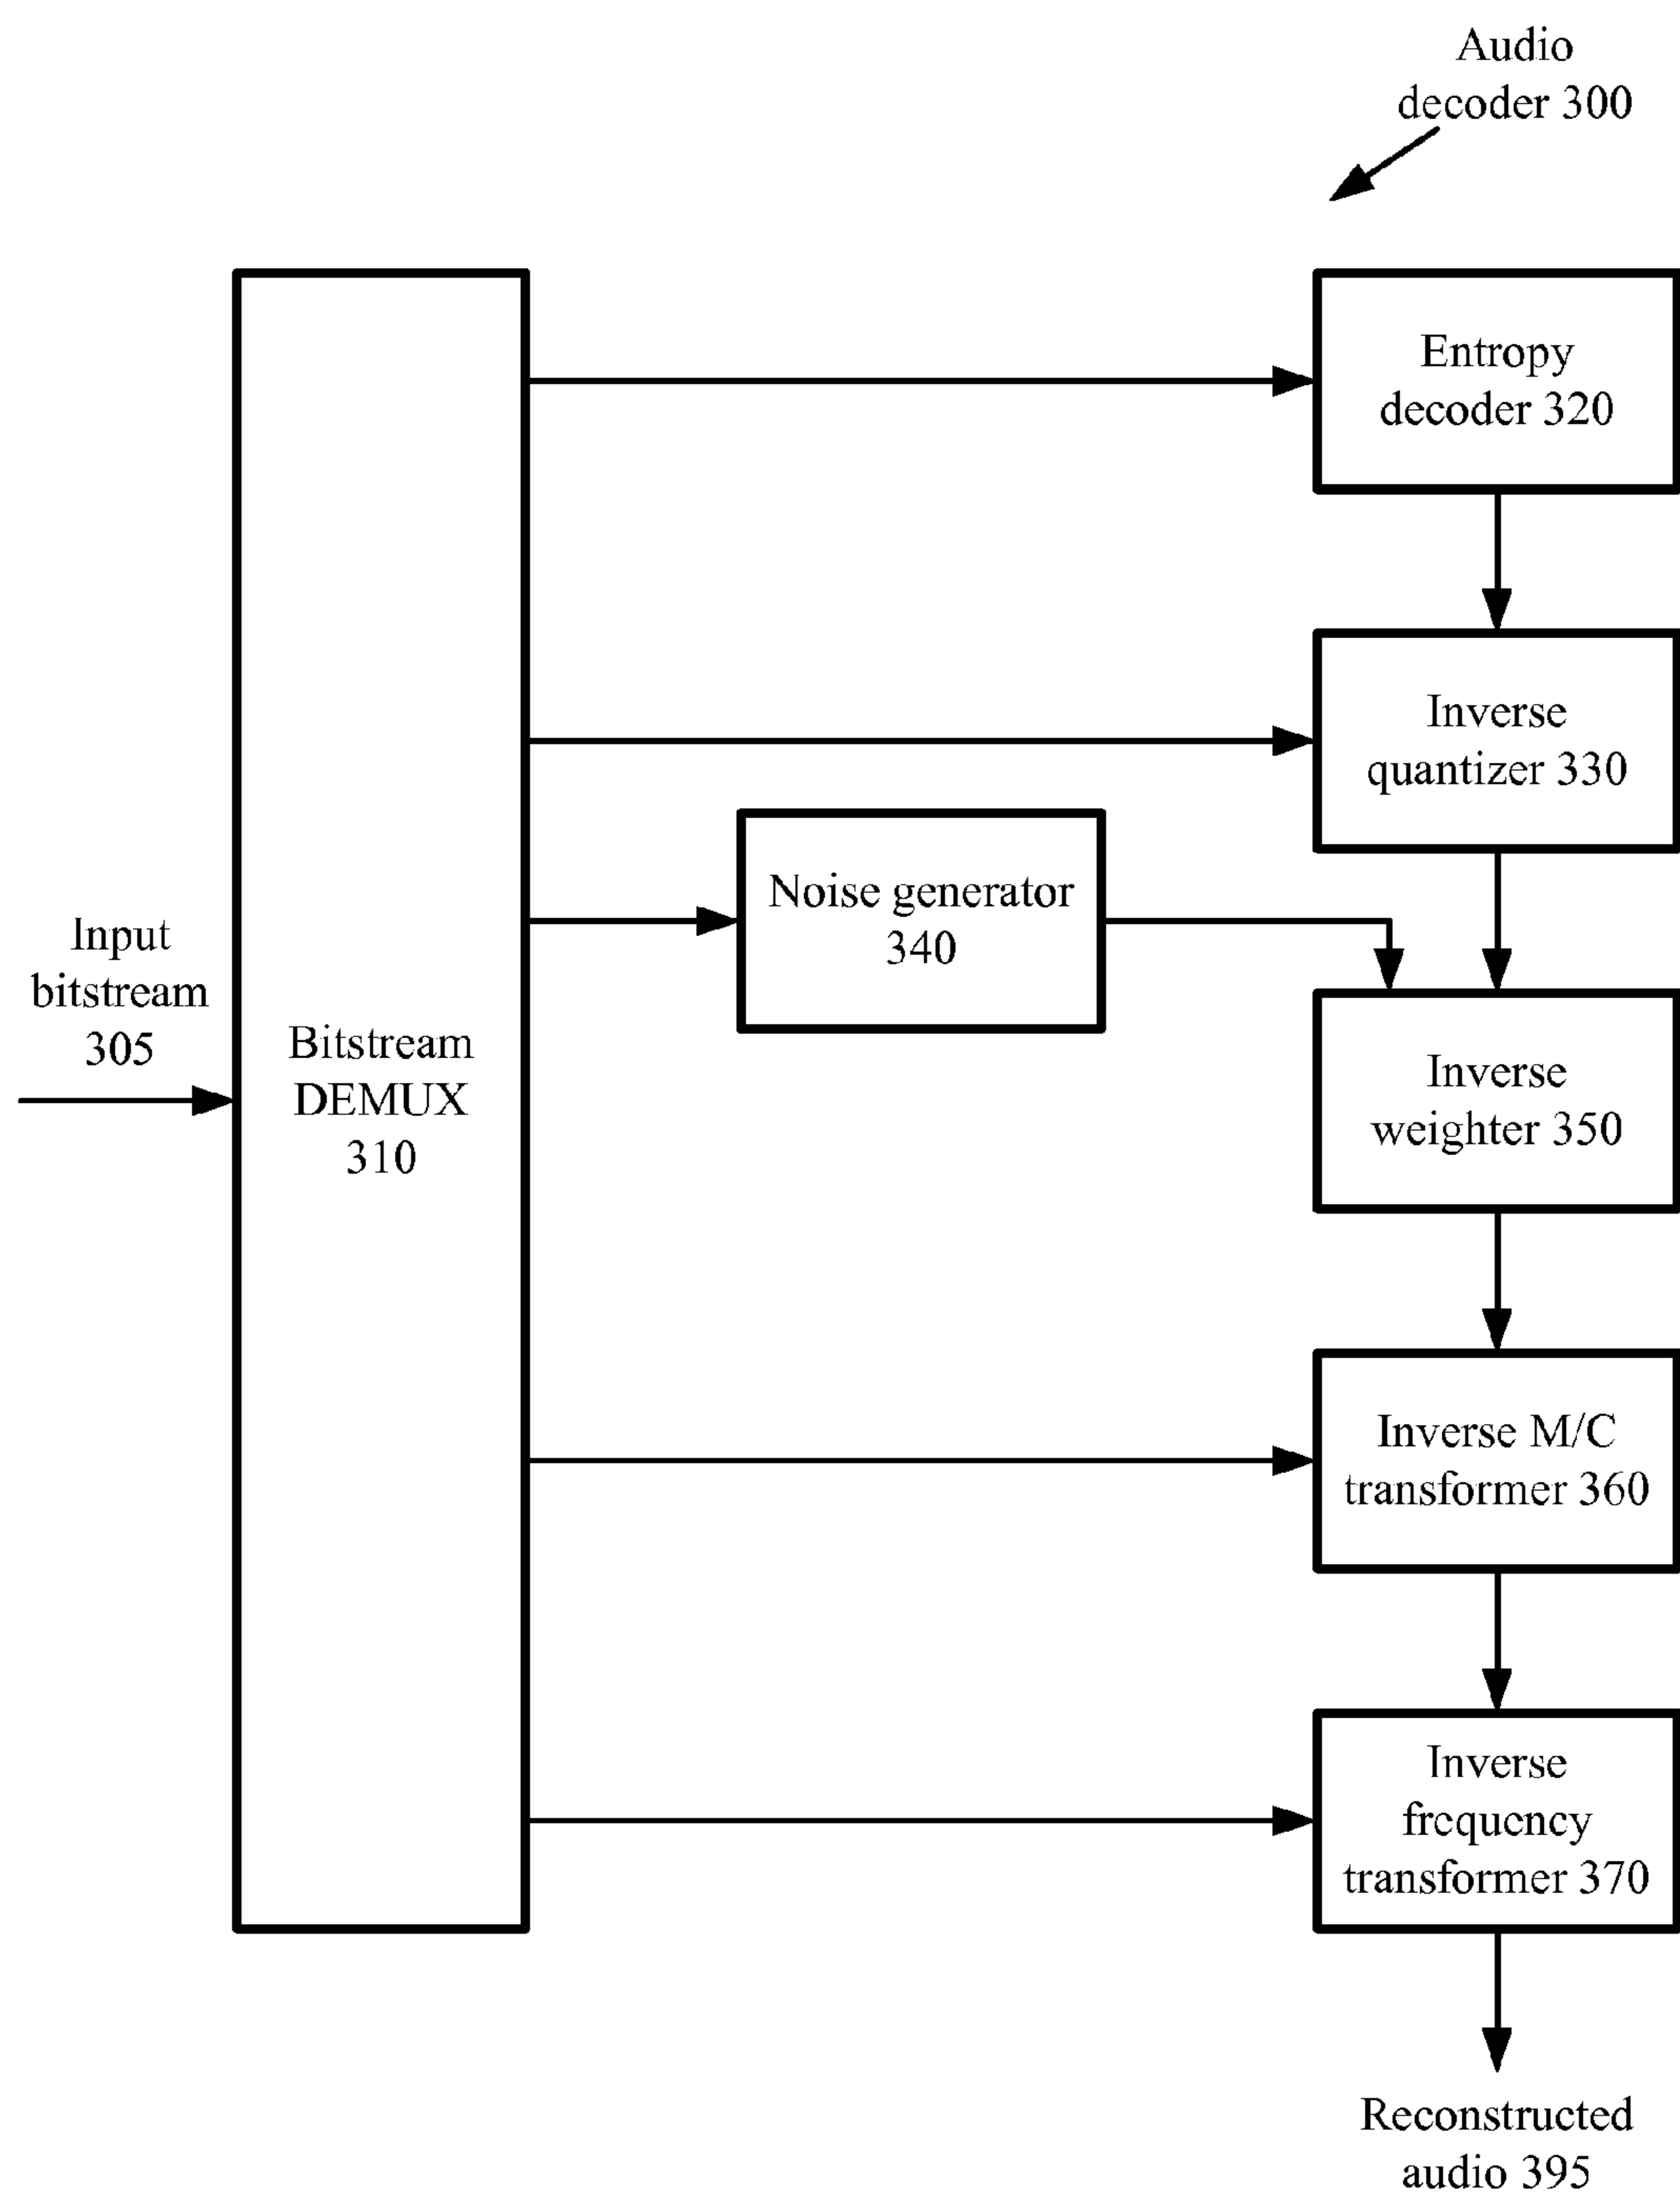 Audio
decoder 300
Entropy
decoder 320
Inverse
quantizer 330
Noise generator
340
Input
bitstream
305
Bitstream
DEMUX
310
Inverse
weighter 350
Inverse M/C
transformer 360
Inverse
frequency
transformer 370
Reconstructed
audio 395